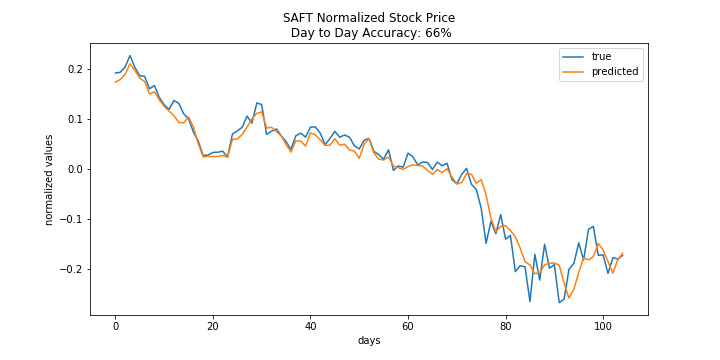 SAFT Normalized Stock Price
Day to Day Accuracy: 66%
true
predicted
normalized values
0.2
0.1
0.0
−0.1
−0.2
0
20
40
60
80
100
days